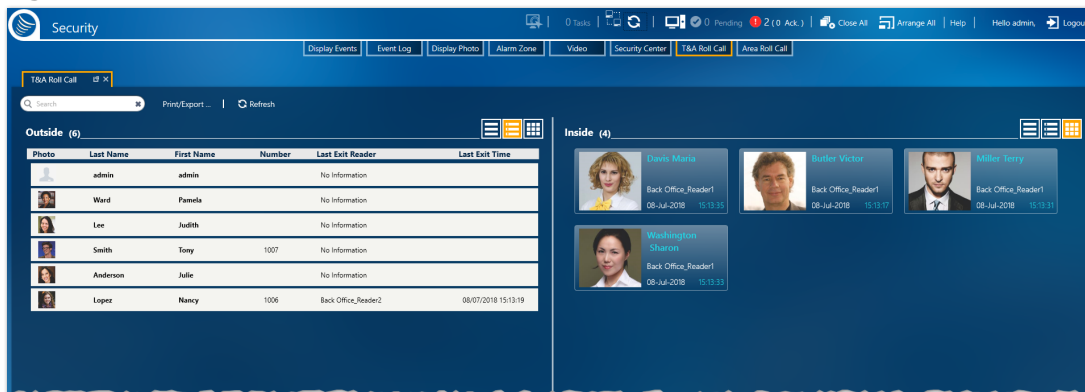 Security
0 Tasks | 0 Pending 2 ( 0 Ack. ) | Close All Arrange All | Help | Hello admin, Logout
Display Events Event Log Display Photo Alarm Zone Video Security Center T&A Roll Call Area Roll Call
T&A Roll Call
Search Print/Export ... | Refresh
Outside (6)
Photo Last Name First Name Number Last Exit Reader Last Exit Time
admin admin No Information
Ward Pamela No Information
Lee Judith No Information
Smith Tony 1007 No Information
Anderson Julie No Information
Lopez Nancy 1006 Back Office_Reader2 08/07/2018 15:13:19
Inside (4)
Davis Maria
Back Office_Reader1
08-Jul-2018 15:13:35
Butler Victor
Back Office_Reader1
08-Jul-2018 15:13:17
Miller Terry
Back Office_Reader1
08-Jul-2018 15:13:31
Washington
Sharon
Back Office_Reader1
08-Jul-2018 15:13:33